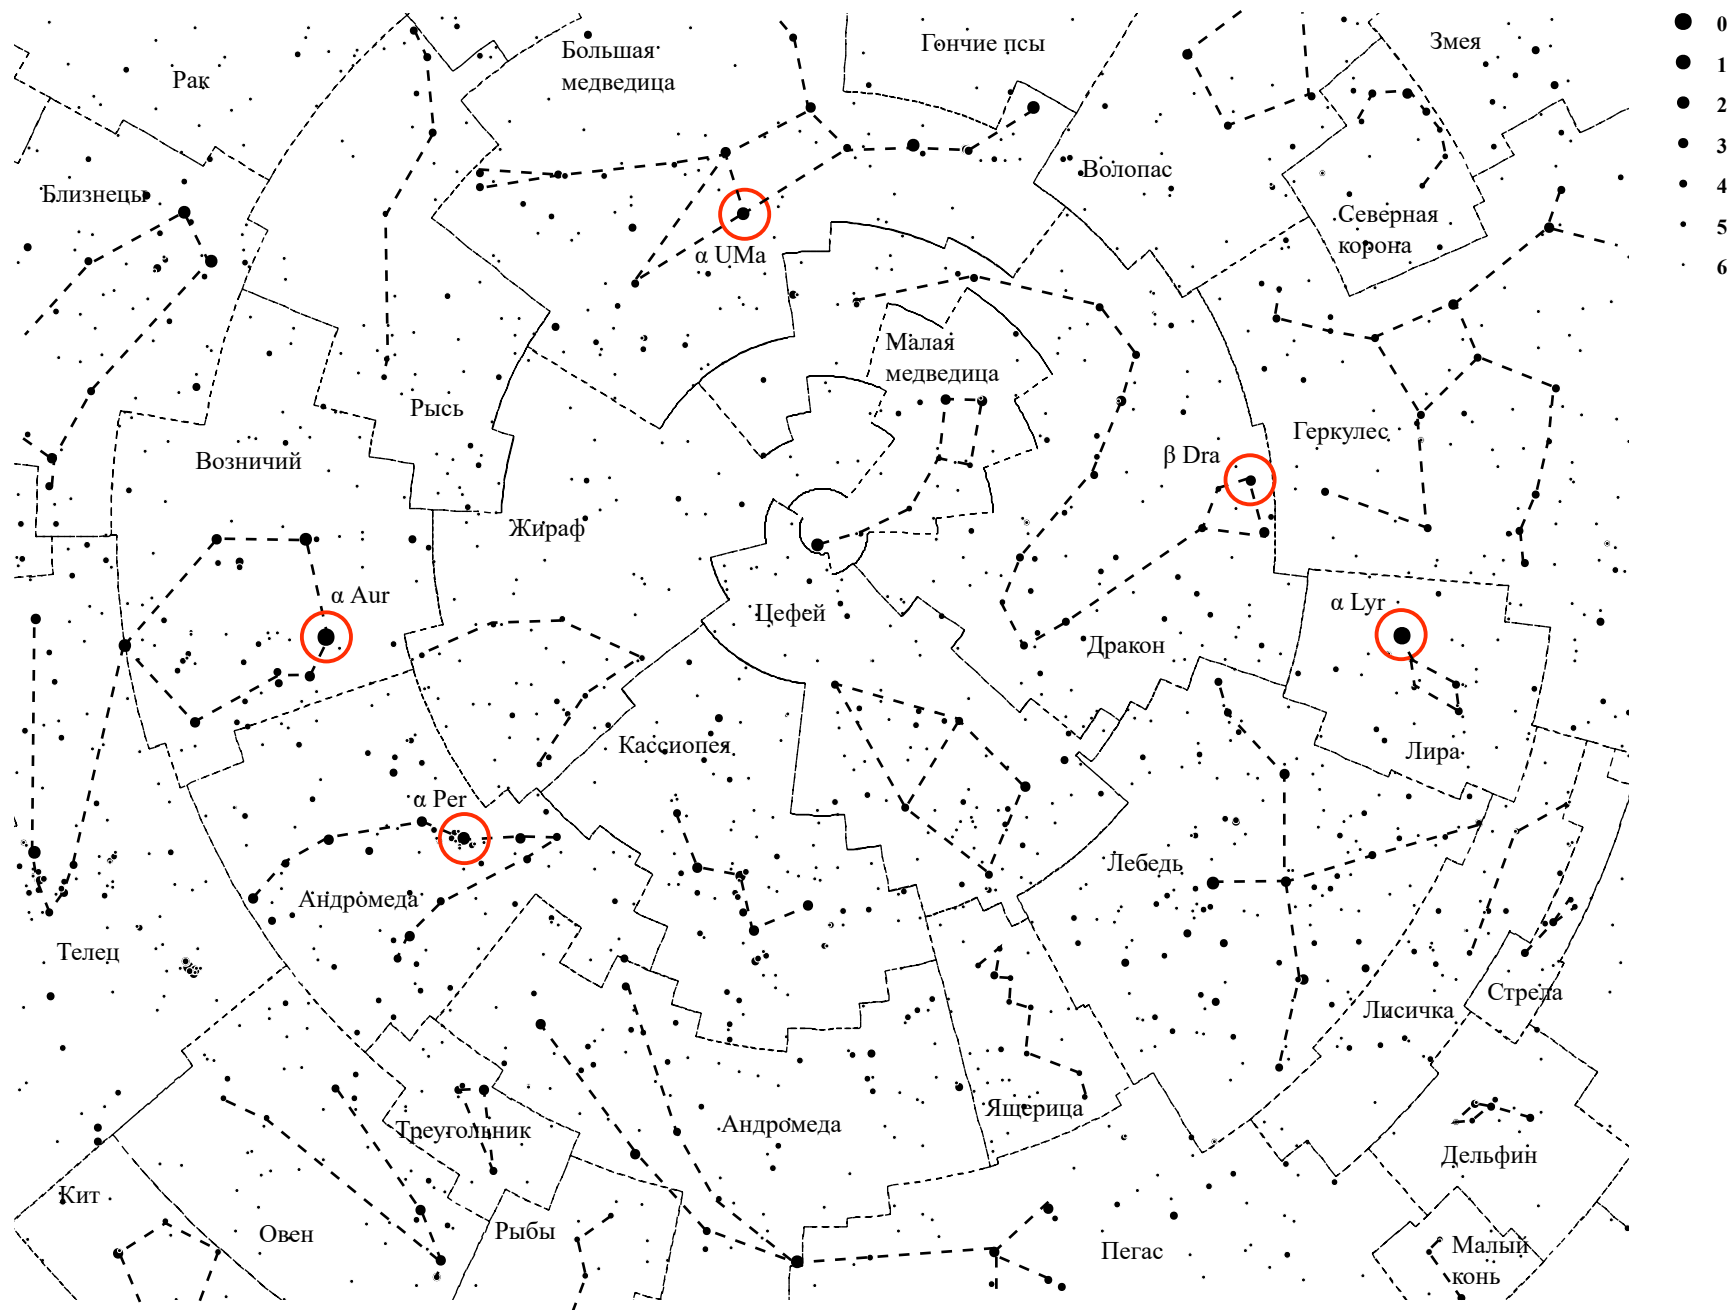 Рак
Большая
медведица
Гончие псы
Змея
0
1
2
3
4
5
6
Близнецы
Волопас
Северная
корона
α UMa
Малая
медведица
Рысь
Возничий
Геркулес
β Dra
Жираф
α Aur
Цефей
Дракон
α Lyr
Кассиопея
Лира
α Per
Лебедь
Андромеда
Телец
Лисичка
Стрела
Треугольник
Андромеда
Ящерица
Дельфин
Кит
Овен
Рыбы
Пегас
Малый
конь